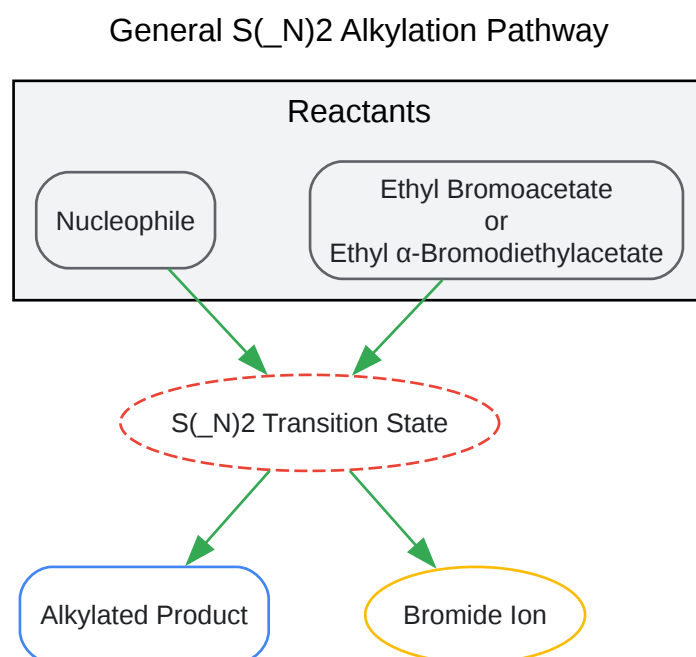 General S(_N)2 Alkylation Pathway
Reactants
Nucleophile
Ethyl Bromoacetate
or
Ethyl α-Bromodiethylacetate
S(_N)2 Transition State
Alkylated Product
Bromide Ion